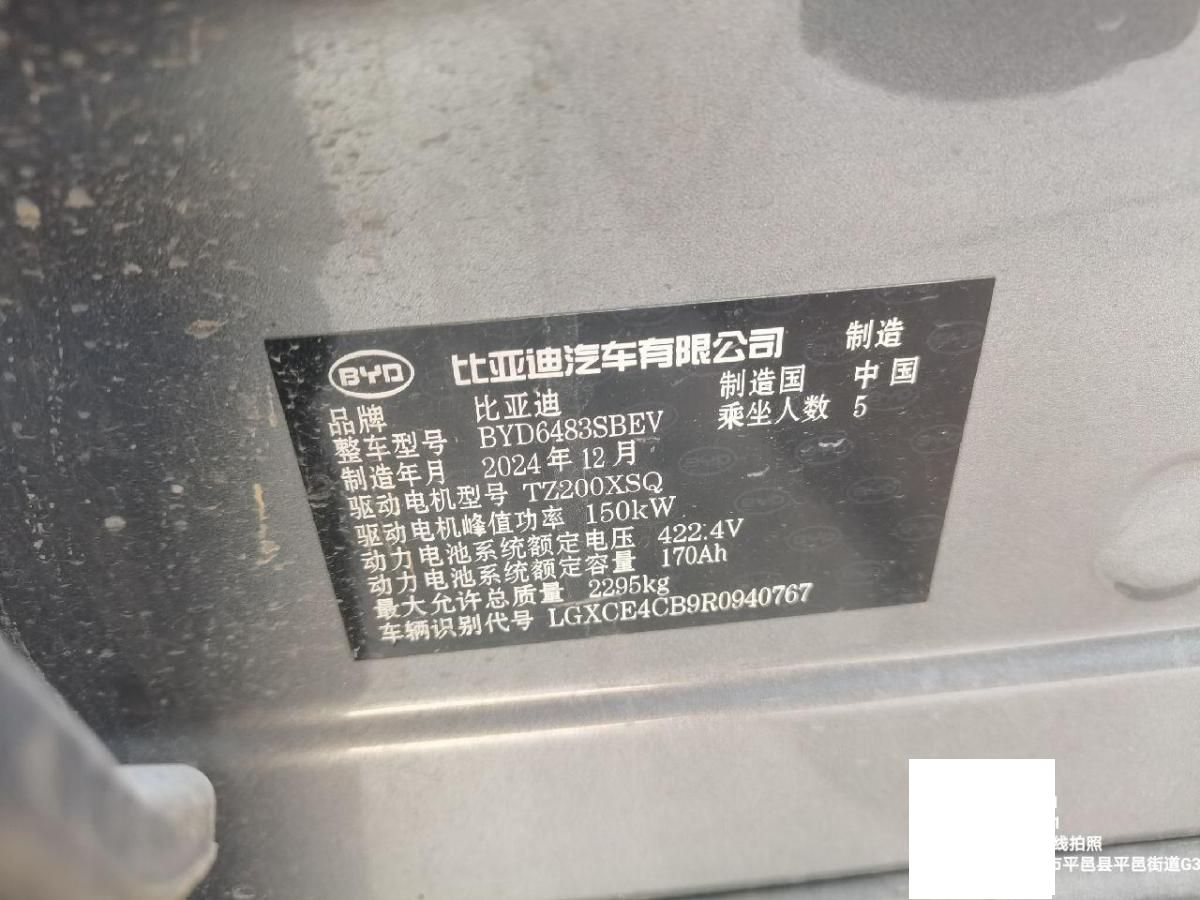 BYD 比亚迪汽车有限公司 制造
品牌 比亚迪 制造国 中国
整车型号 BYD6483SBEV 乘坐人数 5
制造年月 2024年12月
驱动电机型号 TZ200XSQ
驱动电机峰值功率 150kW
动力电池系统额定电压 422.4V
动力电池系统额定容量 170Ah
最大允许总质量 2295kg
车辆识别代号 LGXCE4CB9R0940767
线拍照
市平邑县平邑街道G3